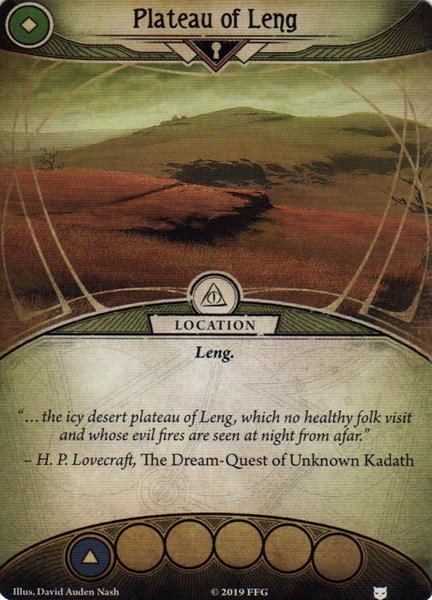 Plateau of Leng
LOCATION
Leng.
“… the icy desert plateau of Leng, which no healthy folk visit
and whose evil fires are seen at night from afar.”
– H. P. Lovecraft, The Dream-Quest of Unknown Kadath
Illus. David Auden Nash
© 2019 FFG